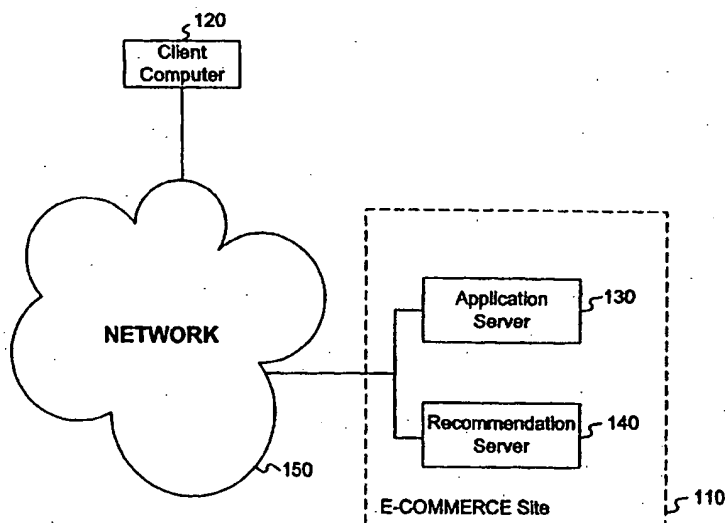 120
Client
Computer
NETWORK
150
Application
Server
130
Recommendation
Server
140
E-COMMERCE Site
110